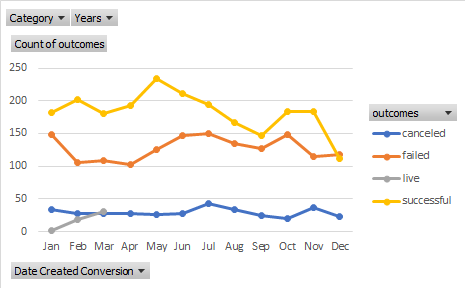 Category Years
Count of outcomes
250
200
150
100
50
0
Jan Feb Mar Apr May Jun Jul Aug Sep Oct Nov Dec
outcomes
canceled
failed
live
successful
Date Created Conversion